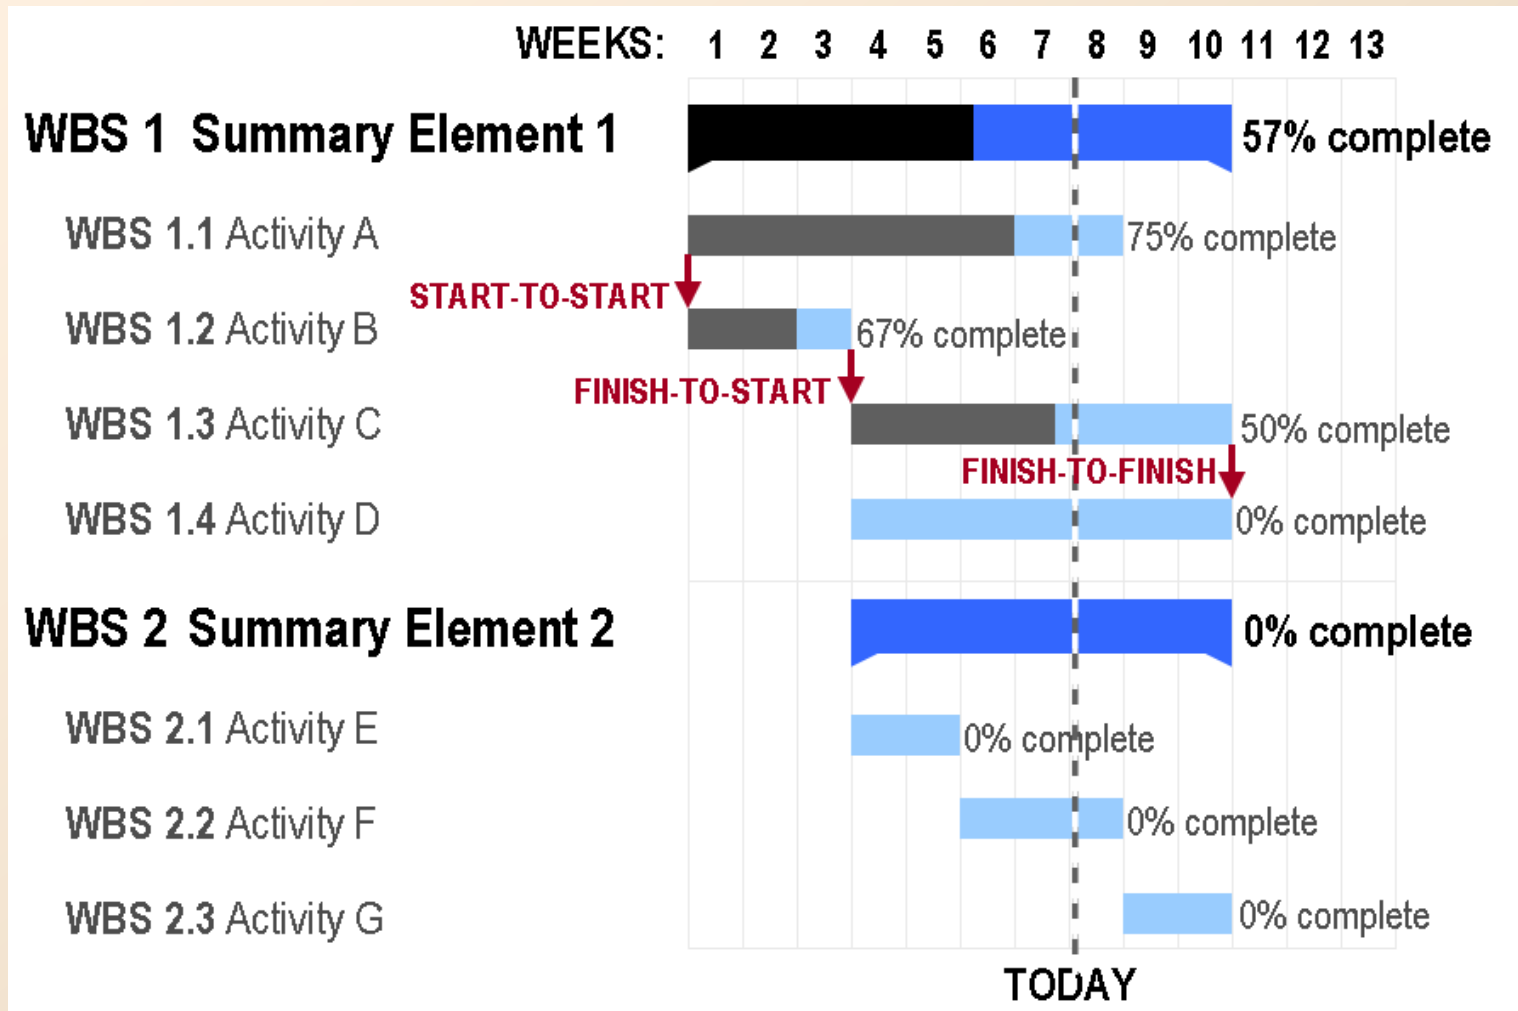 WEEKS: 1 2 3 4 5 6 7 8 9 10 11 12 13
WBS 1 Summary Element 1 57% complete
WBS 1.1 Activity A 75% complete
START-TO-START
WBS 1.2 Activity B 67% complete
FINISH-TO-START
WBS 1.3 Activity C 50% complete
FINISH-TO-FINISH
WBS 1.4 Activity D 0% complete
WBS 2 Summary Element 2 0% complete
WBS 2.1 Activity E 0% complete
WBS 2.2 Activity F 0% complete
WBS 2.3 Activity G 0% complete
TODAY